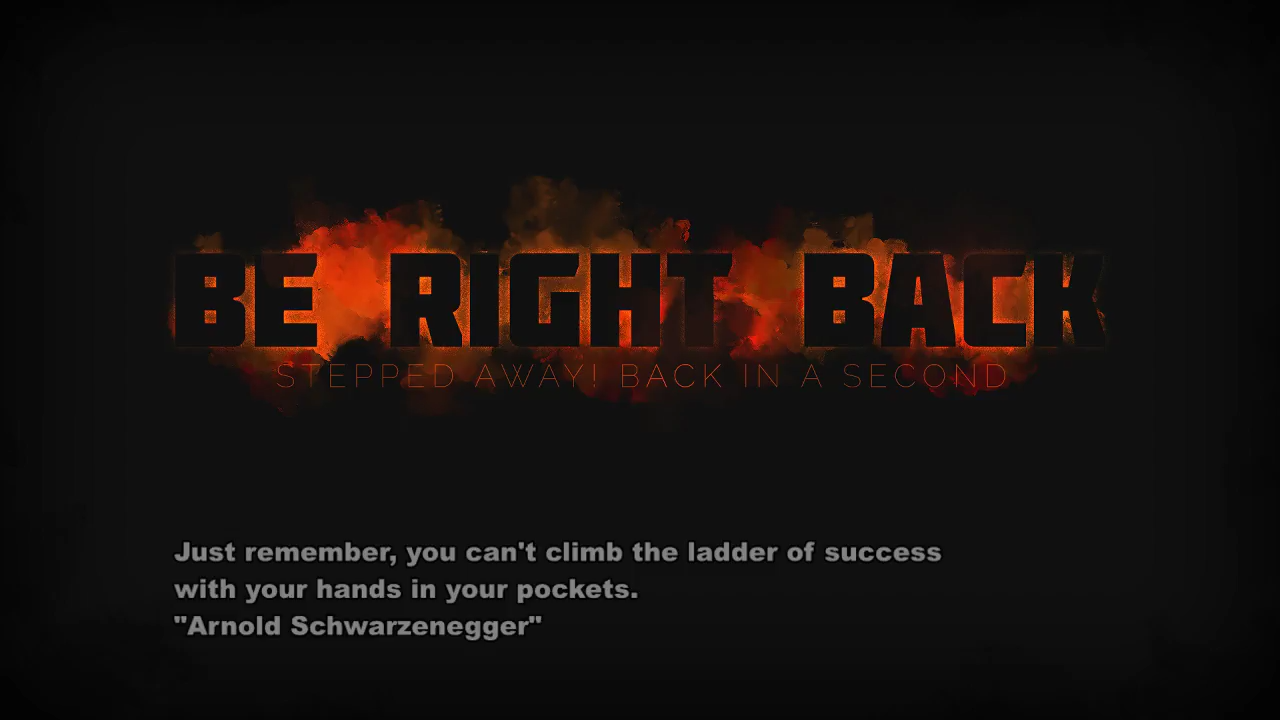 BE RIGHT BACK
STEPPED AWAY! BACK IN A SECOND
Just remember, you can't climb the ladder of success
with your hands in your pockets.
"Arnold Schwarzenegger"